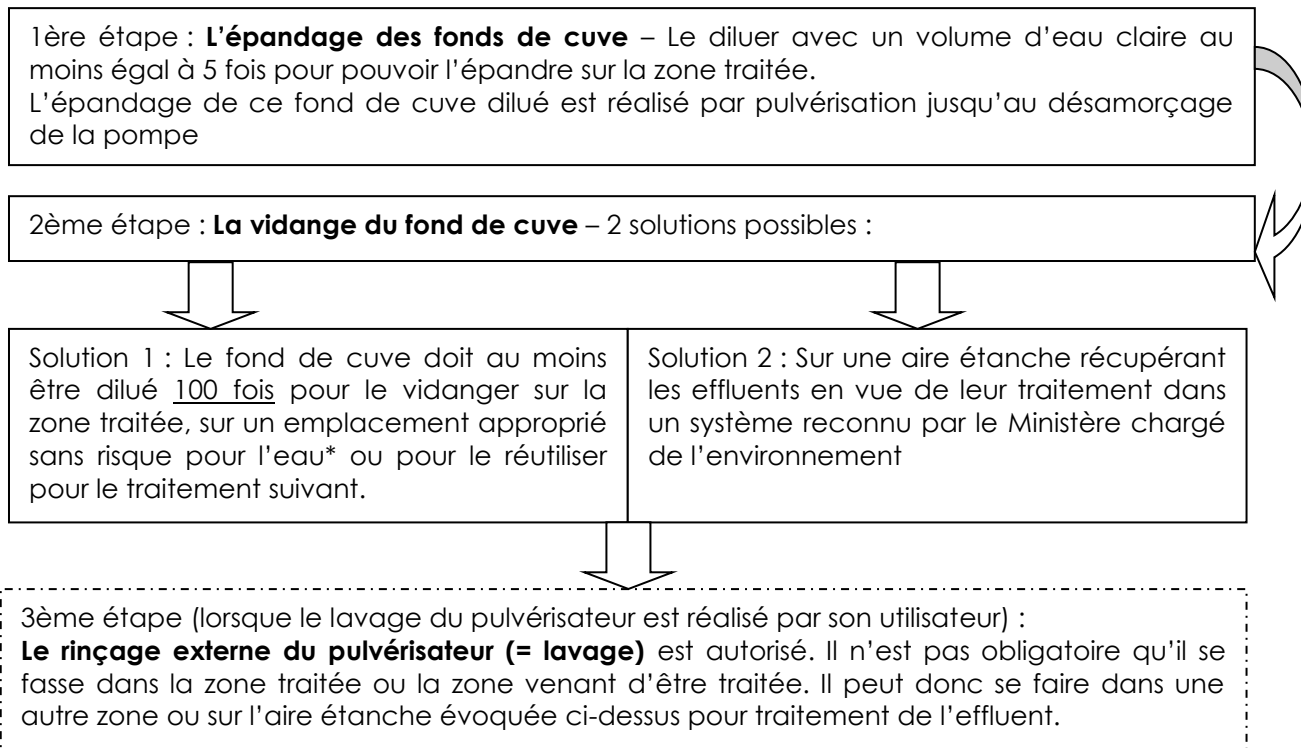 1ère étape : L'épandage des fonds de cuve – Le diluer avec un volume d'eau claire au
moins égal à 5 fois pour pouvoir l'épandre sur la zone traitée.
L'épandage de ce fond de cuve dilué est réalisé par pulvérisation jusqu'au désamorçage
de la pompe
2ème étape : La vidange du fond de cuve – 2 solutions possibles :
Solution 1 : Le fond de cuve doit au moins
être dilué 100 fois pour le vidanger sur la
zone traitée, sur un emplacement approprié
sans risque pour l'eau* ou pour le réutiliser
pour le traitement suivant.
Solution 2 : Sur une aire étanche récupérant
les effluents en vue de leur traitement dans
un système reconnu par le Ministère chargé
de l'environnement
3ème étape (lorsque le lavage du pulvérisateur est réalisé par son utilisateur) :
Le rinçage externe du pulvérisateur (= lavage) est autorisé. Il n'est pas obligatoire qu'il se
fasse dans la zone traitée ou la zone venant d'être traitée. Il peut donc se faire dans une
autre zone ou sur l'aire étanche évoquée ci-dessus pour traitement de l'effluent.